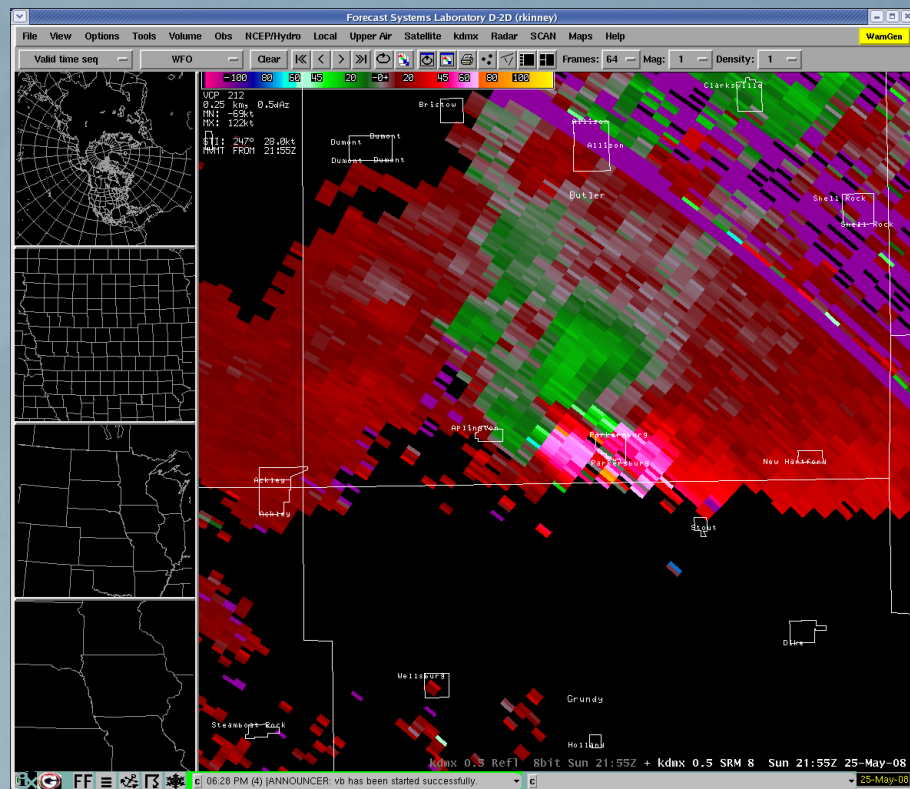 Forecast Systems Laboratory D-2D (rkinney)
File View Options Tools Volume Obs NCEP/Hydro Local Upper Air Satellite kdmx Radar SCAN Maps Help WarnGen
Valid time seq WFO Clear Frames: 64 Mag: 1 Density: 1
-100 80 60 45 20 -0+ 20 45 60 80 100
VCP 212
0.25 km, 0.5dAz
MN: -69kt
MX: 122kt
STI: 247° 28.0kt
MVMT FROM 21:55Z
Clarksville
Bristow
Allison
Allison
Dumont
Dumont
Dumont Dumont
Butler
Shell Rock
Shell Rock
Aplington
Parkersburg
Parkersburg
New Hartford
Ackley
Ackley
Stout
Dike
Wellsburg
Grundy
Steamboat Rock
Holland
kdmx 0.5 Refl 8bit Sun 21:55Z + kdmx 0.5 SRM 8 Sun 21:55Z 25-May-08
FF c 06:28 PM (4) |ANNOUNCER: vb has been started successfully. c 25-May-08